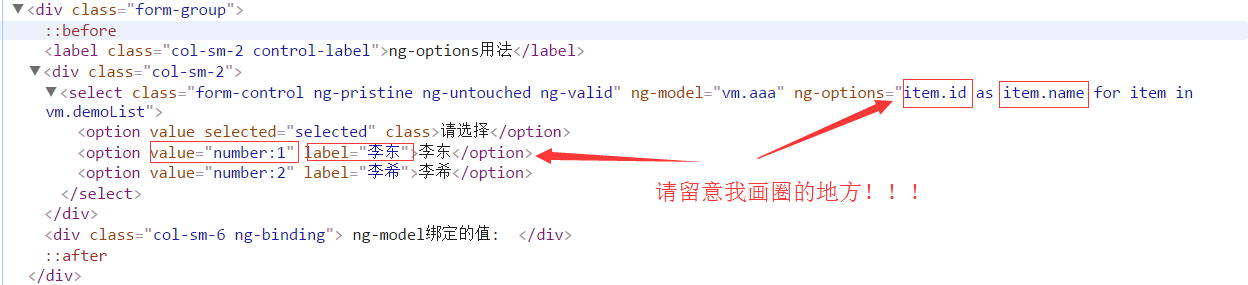 ▼<div class="form-group">
::before
<label class="col-sm-2 control-label">ng-options用法</label>
▼<div class="col-sm-2">
▼<select class="form-control ng-pristine ng-untouched ng-valid" ng-model="vm.aaa" ng-options="item.id as item.name for item in
vm.demoList">
<option value selected="selected" class>请选择</option>
<option value="number:1" label="李东">李东</option>
<option value="number:2" label="李希">李希</option>
</select>
请留意我画圈的地方！！！
</div>
<div class="col-sm-6 ng-binding"> ng-model绑定的值: </div>
::after
</div>